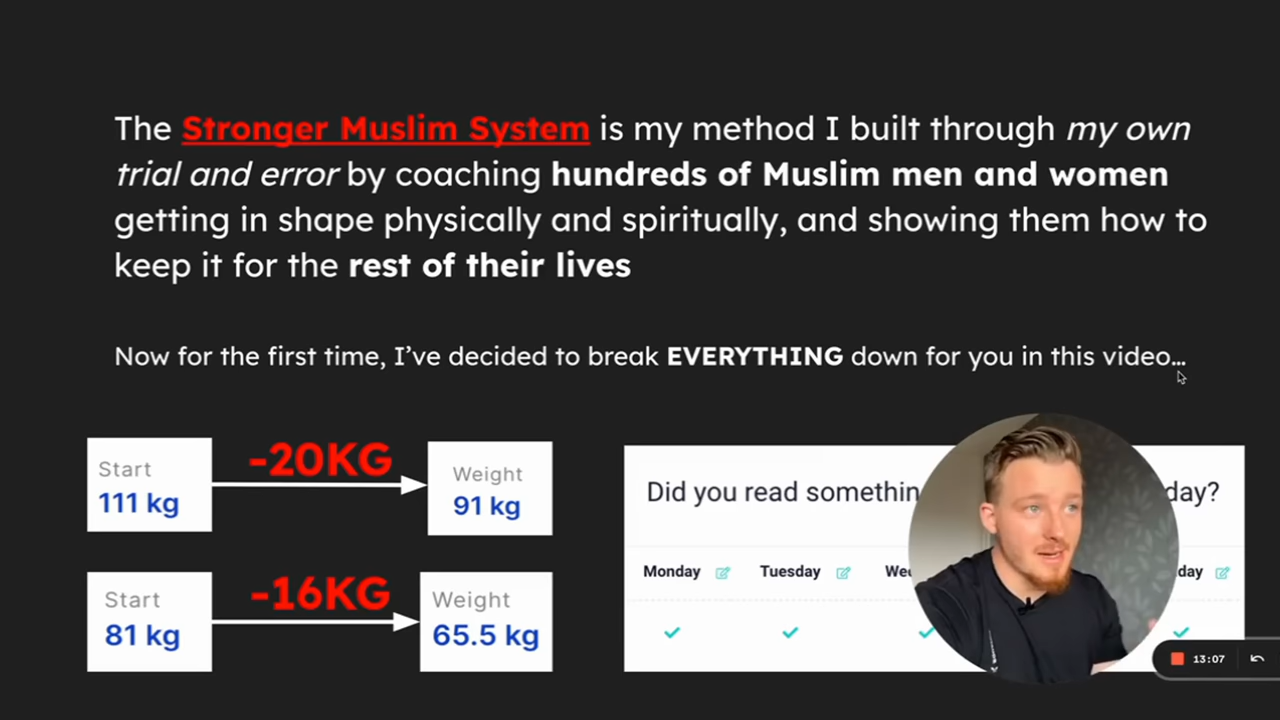 The Stronger Muslim System is my method I built through my own
trial and error by coaching hundreds of Muslim men and women
getting in shape physically and spiritually, and showing them how to
keep it for the rest of their lives
Now for the first time, I've decided to break EVERYTHING down for you in this video...
Start
111 kg
-20KG
Weight
91 kg
Start
81 kg
-16KG
Weight
65.5 kg
Did you read day?
Monday Tuesday
13:07